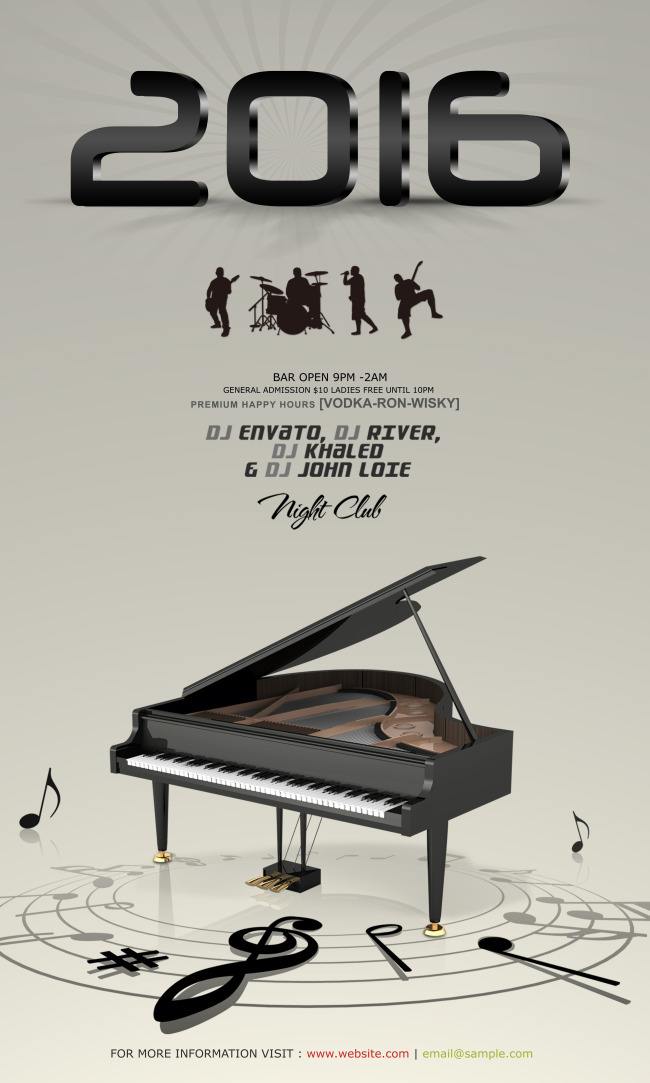 2016
BAR OPEN 9PM -2AM
GENERAL ADMISSION $10 LADIES FREE UNTIL 10PM
PREMIUM HAPPY HOURS [VODKA-RON-WISKY]
DJ ENVATO, DJ RIVER,
DJ KHALED
& DJ JOHN LOIE
Night Club
FOR MORE INFORMATION VISIT : www.website.com | email@sample.com